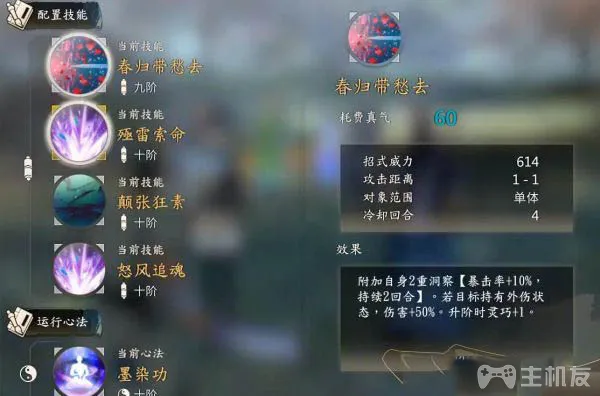 配置技能
当前技能
春归带愁去
九阶
当前技能
殛雷索命
十阶
当前技能
颠张狂素
十阶
当前技能
怒风追魂
十阶
运行心法
当前心法
墨染功
十阶
春归带愁去
耗费真气 60
招式威力 614
攻击距离 1-1
对象范围 单体
冷却回合 4
效果
附加自身2重洞察【暴击率+10%，
持续2回合】。若目标持有外伤状
态，伤害+50%。升阶时灵巧+1。
主机友